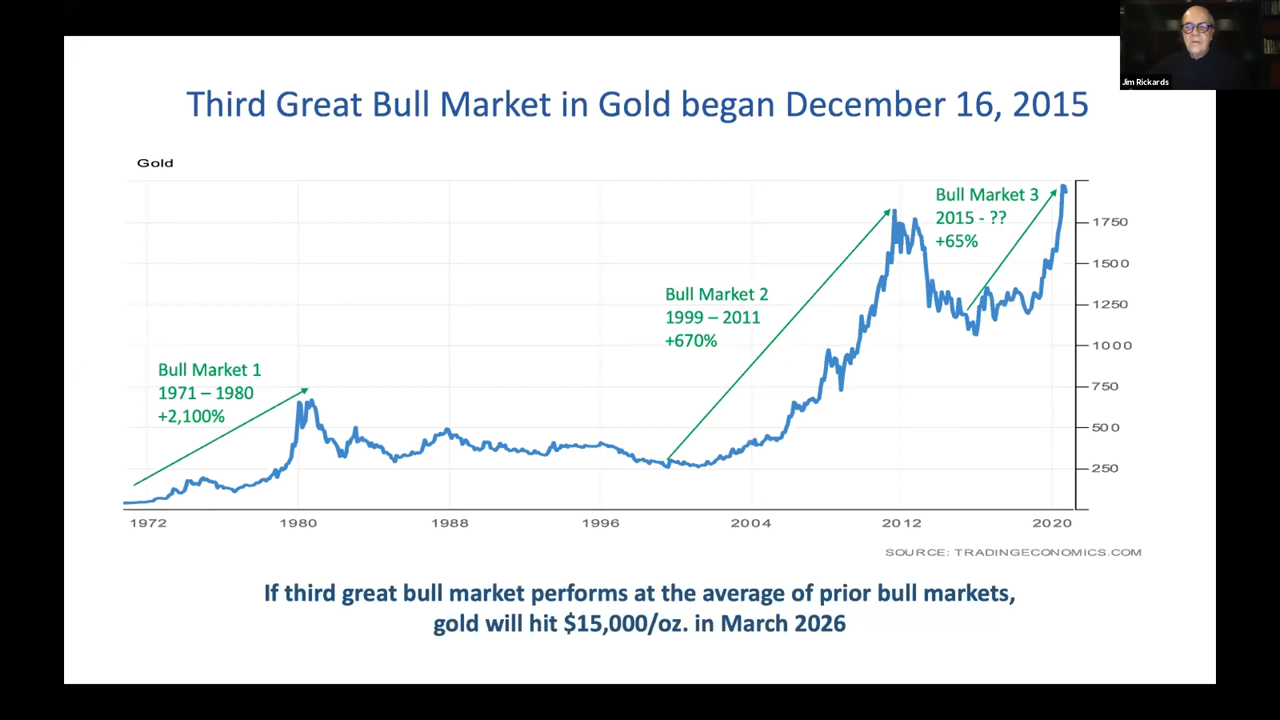 Jim Rickards
Third Great Bull Market in Gold began December 16, 2015
Gold
Bull Market 1
1971 – 1980
+2,100%
Bull Market 2
1999 – 2011
+670%
Bull Market 3
2015 - ??
+65%
1750
1500
1250
1000
750
500
250
1972 1980 1988 1996 2004 2012 2020
SOURCE: TRADINGECONOMICS.COM
If third great bull market performs at the average of prior bull markets,
gold will hit $15,000/oz. in March 2026